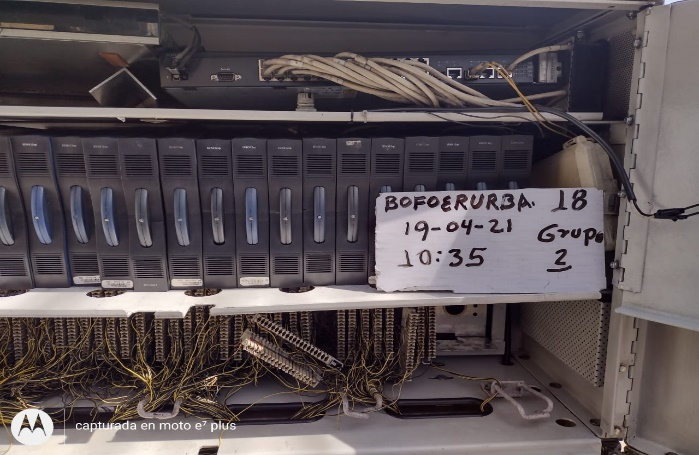 BOFOERURBA. 18
19-04-21 Grupo
10:35 2
capturada en moto e⁷ plus